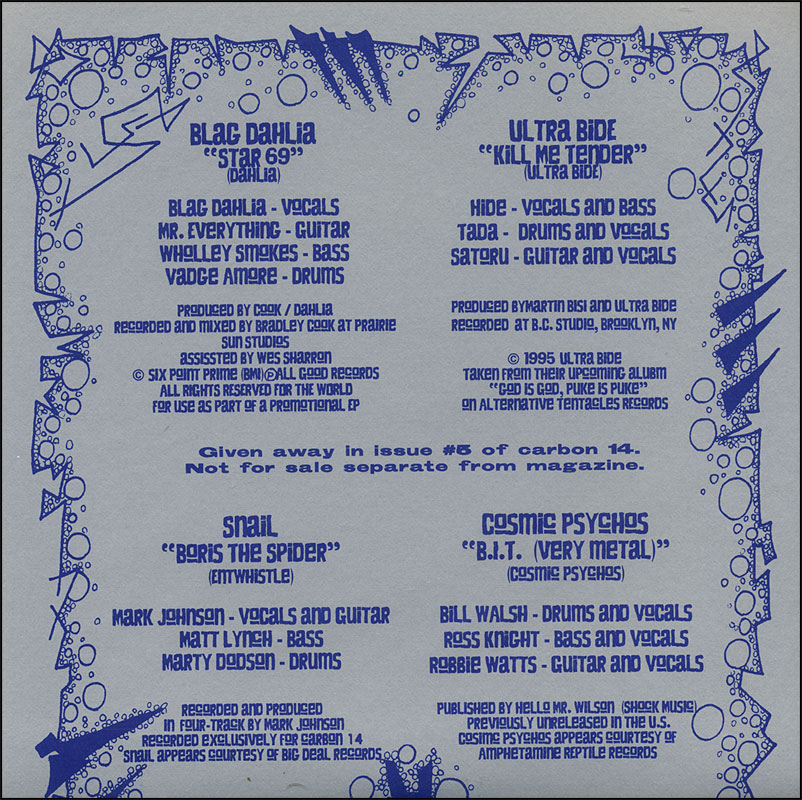 BLAG DAHLIA
"STAR 69"
(DAHLIA)
BLAG DAHLIA - VOCALS
MR. EVERYTHING - GUITAR
WHOLLEY SMOKES - BASS
VADGE AMORE - DRUMS
PRODUCED BY COOK / DAHLIA
RECORDED AND MIXED BY BRADLEY COOK AT PRAIRIE
SUN STUDIOS
ASSISSTED BY WES SHARRON
© SIX POINT PRIME (BMI) ℗ ALL GOOD RECORDS
ALL RIGHTS RESERVED FOR THE WORLD
FOR USE AS PART OF A PROMOTIONAL EP
ULTRA BIDE
"KILL ME TENDER"
(ULTRA BIDE)
HIDE - VOCALS AND BASS
TADA - DRUMS AND VOCALS
SATORU - GUITAR AND VOCALS
PRODUCED BYMARTIN BISI AND ULTRA BIDE
RECORDED AT B.C. STUDIO, BROOKLYN, NY
© 1995 ULTRA BIDE
TAKEN FROM THEIR UPCOMING ALUBM
"GOD IS GOD, PUKE IS PUKE"
ON ALTERNATIVE TENTACLES RECORDS
Given away in issue #5 of carbon 14.
Not for sale separate from magazine.
SNAIL
"BORIS THE SPIDER"
(ENTWHISTLE)
MARK JOHNSON - VOCALS AND GUITAR
MATT LYNCH - BASS
MARTY DODSON - DRUMS
RECORDED AND PRODUCED
IN FOUR-TRACK BY MARK JOHNSON
RECORDED EXCLUSIVELY FOR CARBON 14
SNAIL APPEARS COURTESY OF BIG DEAL RECORDS
COSMIC PSYCHOS
"B.I.T. (VERY METAL)"
(COSMIC PSYCHOS)
BILL WALSH - DRUMS AND VOCALS
ROSS KNIGHT - BASS AND VOCALS
ROBBIE WATTS - GUITAR AND VOCALS
PUBLISHED BY HELLO MR. WILSON (SHOCK MUSIC)
PREVIOUSLY UNRELEASED IN THE U.S.
COSIMC PSYCHOS APPEARS COURTESY OF
AMPHETAMINE REPTILE RECORDS